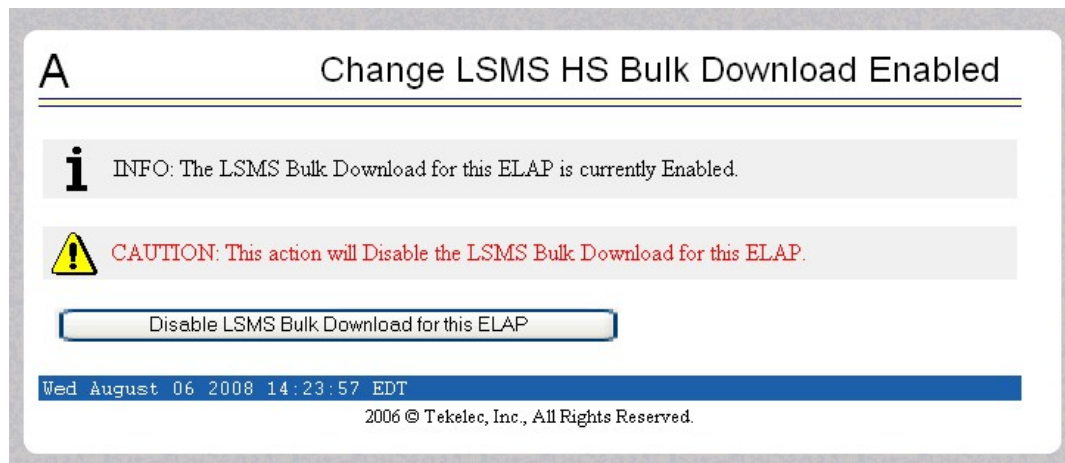 A
Change LSMS HS Bulk Download Enabled
i INFO: The LSMS Bulk Download for this ELAP is currently Enabled.
! CAUTION: This action will Disable the LSMS Bulk Download for this ELAP.
Disable LSMS Bulk Download for this ELAP
Wed August 06 2008 14:23:57 EDT
2006 © Tekelec, Inc., All Rights Reserved.